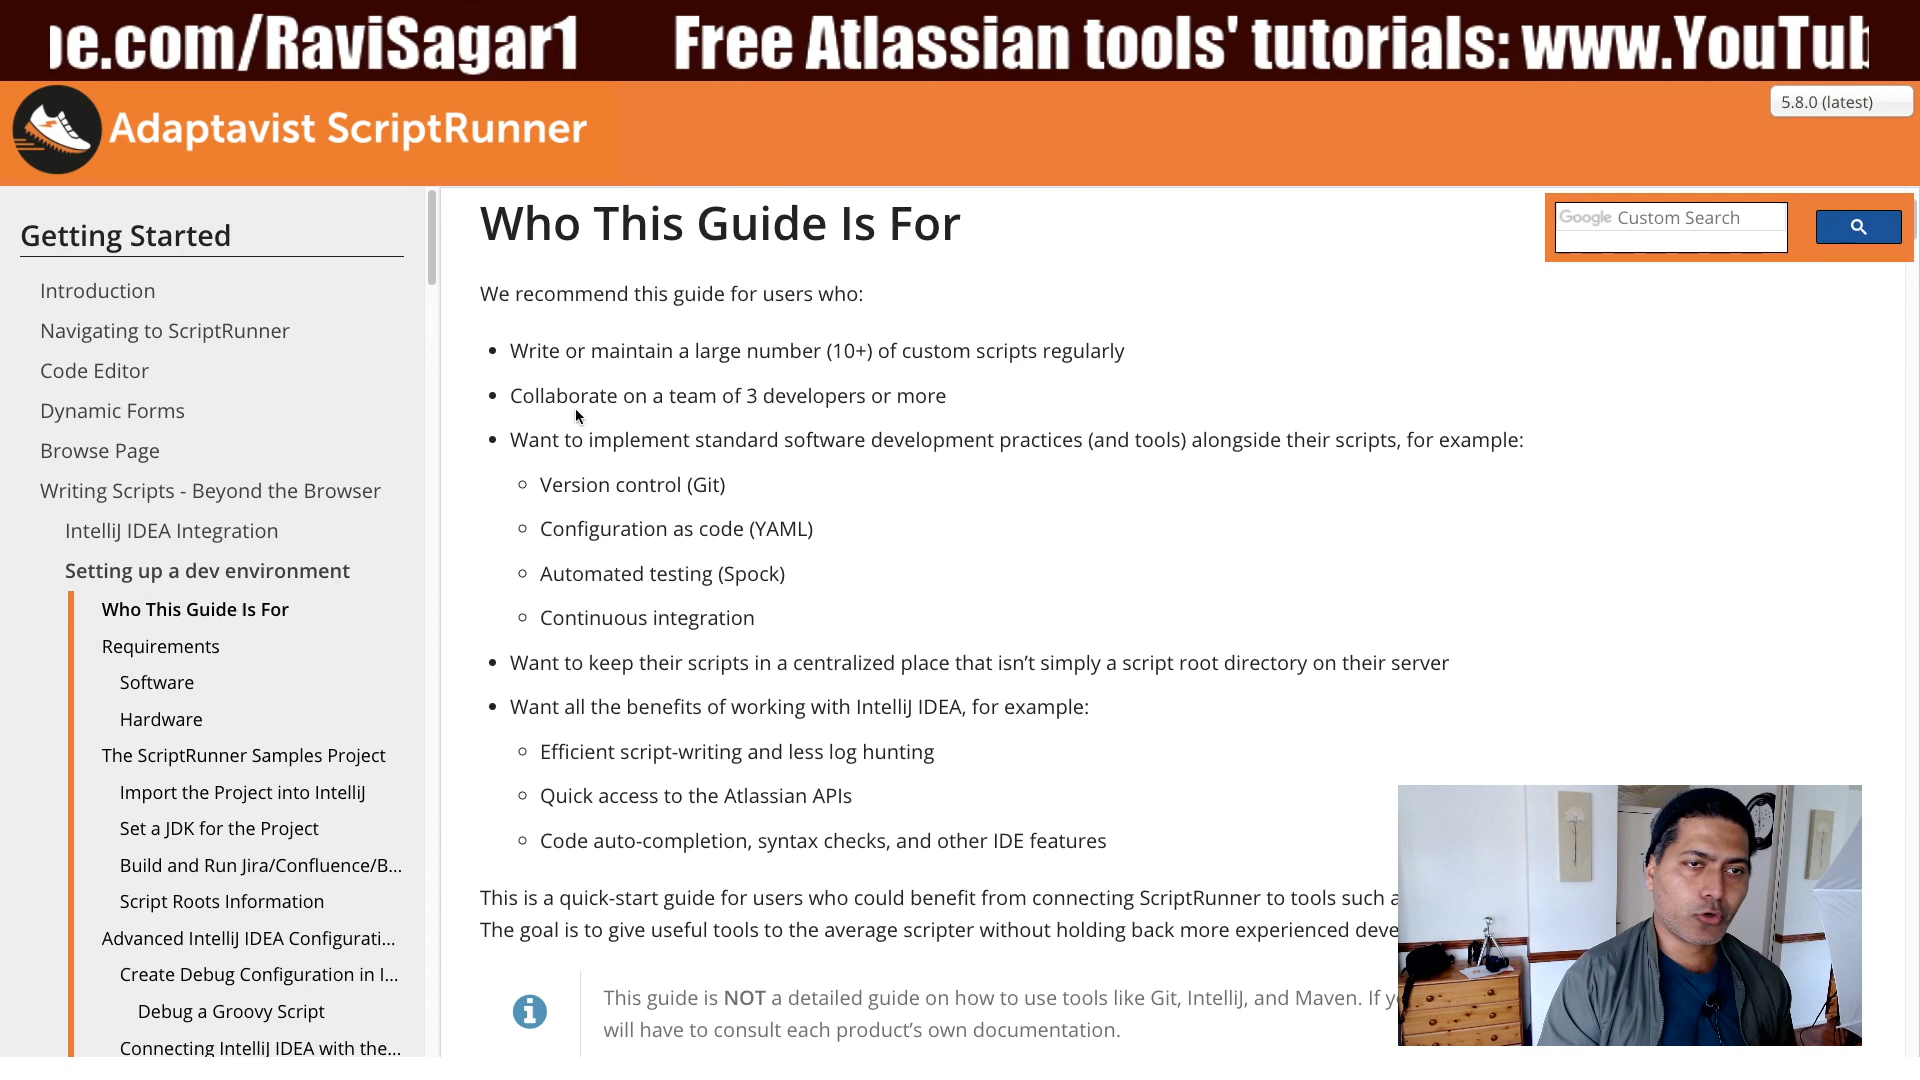 e.com/RaviSagar1 Free Atlassian tools' tutorials: www.YouTub
Adaptavist ScriptRunner
5.8.0 (latest)
Getting Started
Introduction
Navigating to ScriptRunner
Code Editor
Dynamic Forms
Browse Page
Writing Scripts - Beyond the Browser
IntelliJ IDEA Integration
Setting up a dev environment
Who This Guide Is For
Requirements
Software
Hardware
The ScriptRunner Samples Project
Import the Project into IntelliJ
Set a JDK for the Project
Build and Run Jira/Confluence/B...
Script Roots Information
Advanced IntelliJ IDEA Configurati...
Create Debug Configuration in I...
Debug a Groovy Script
Connecting IntelliJ IDEA with the...
Who This Guide Is For
Google Custom Search
We recommend this guide for users who:
Write or maintain a large number (10+) of custom scripts regularly
Collaborate on a team of 3 developers or more
Want to implement standard software development practices (and tools) alongside their scripts, for example:
Version control (Git)
Configuration as code (YAML)
Automated testing (Spock)
Continuous integration
Want to keep their scripts in a centralized place that isn’t simply a script root directory on their server
Want all the benefits of working with IntelliJ IDEA, for example:
Efficient script-writing and less log hunting
Quick access to the Atlassian APIs
Code auto-completion, syntax checks, and other IDE features
This is a quick-start guide for users who could benefit from connecting ScriptRunner to tools such a
The goal is to give useful tools to the average scripter without holding back more experienced deve
This guide is NOT a detailed guide on how to use tools like Git, IntelliJ, and Maven. If y
will have to consult each product’s own documentation.